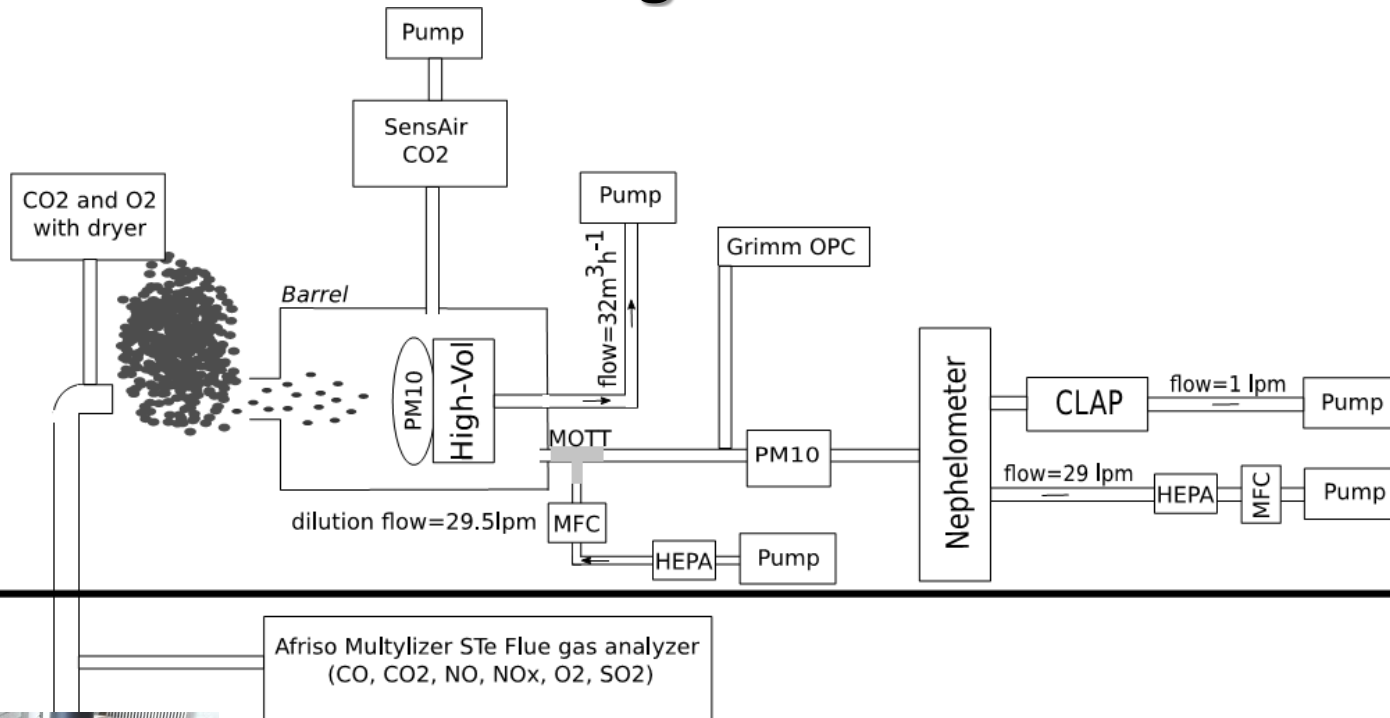 Pump
SensAir
CO2
CO2 and O2
with dryer
Pump
Grimm OPC
flow=32m3h-1
Barrel
PM10
High-Vol
MOTT
PM10
Nephelometer
CLAP
flow=1 lpm
Pump
flow=29 lpm
HEPA
MFC
Pump
dilution flow=29.5lpm
MFC
HEPA
Pump
Afriso Multylizer STe Flue gas analyzer
(CO, CO2, NO, NOx, O2, SO2)